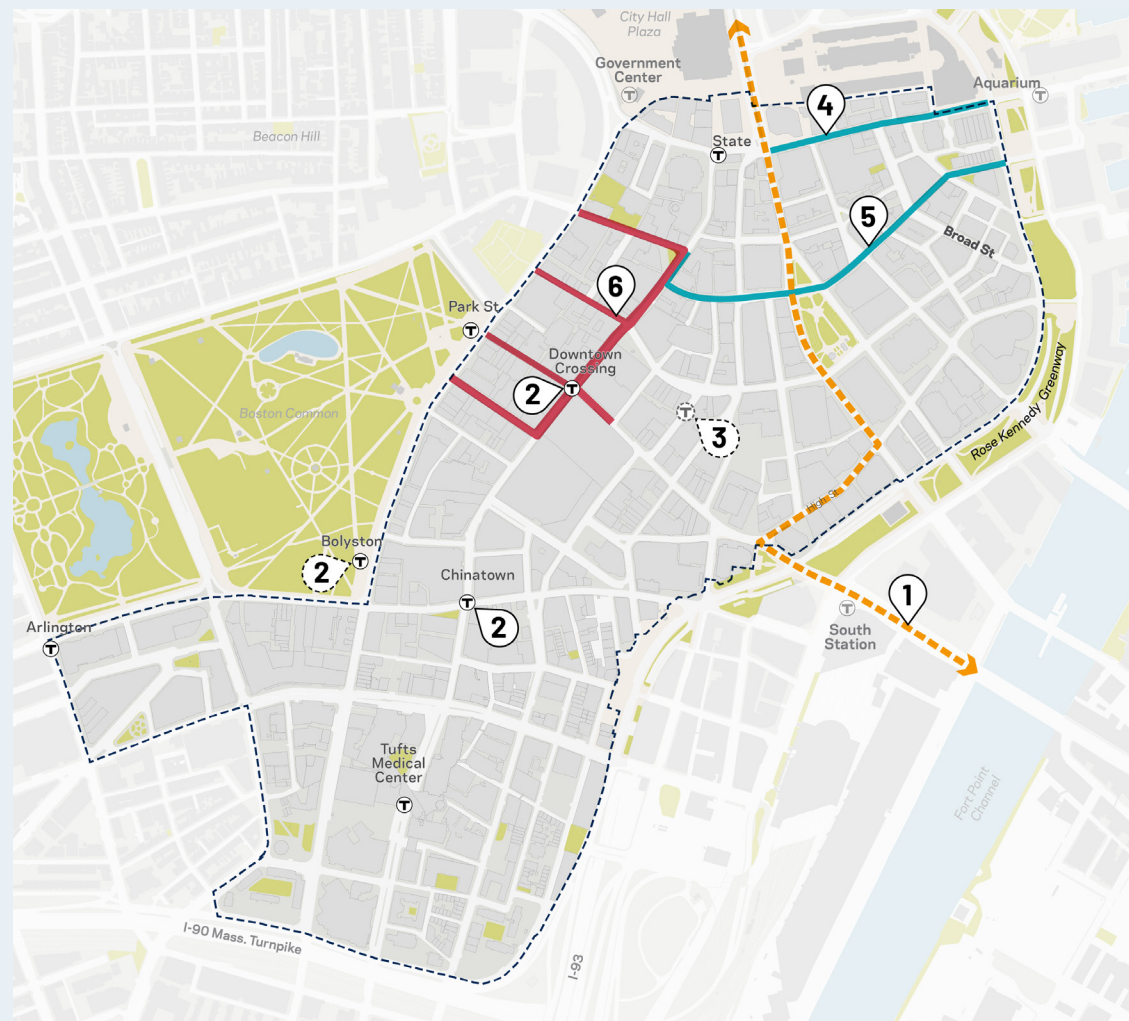 City Hall
Plaza
Government
Center
T
Aquarium
T
4
Beacon Hill
State
T
5
Broad St
6
Park St
T
Downtown
Crossing
2
T
Boston Common
3
T
Rose Kennedy Greenway
High St
Bolyston
2
T
Chinatown
T
2
1
T
South
Station
Arlington
T
Tufts
Medical
Center
T
Fort Point
Channel
I-90 Mass. Turnpike
I-93